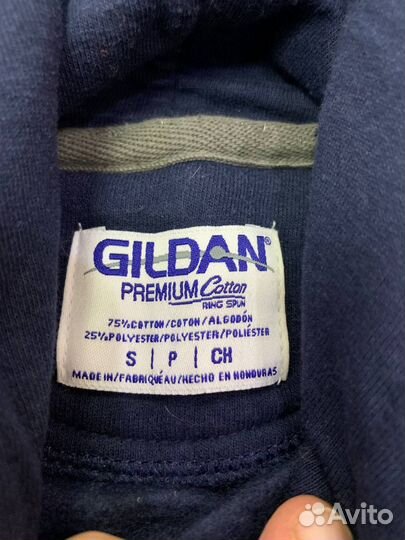 GILDAN®
PREMIUM Cotton
RING SPUN
75% COTTON/COTON/ALGODÓN
25% POLYESTER/POLYESTER/POLIÉSTER
S | P | CH
MADE IN/FABRIQUÉ AU/HECHO EN HONDURAS
Avito